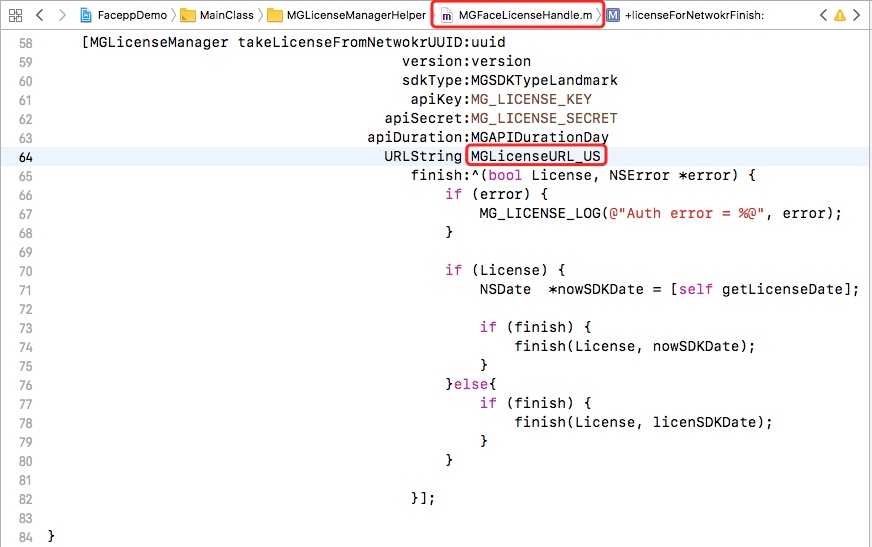 FaceppDemo MainClass MGLicenseManagerHelper m MGFaceLicenseHandle.m M +licenseForNetwokrFinish:
58 [MGLicenseManager takeLicenseFromNetwokrUUID:uuid
59 version:version
60 sdkType:MGSDKTypeLandmark
61 apiKey:MG_LICENSE_KEY
62 apiSecret:MG_LICENSE_SECRET
63 apiDuration:MGAPIDurationDay
64 URLString:MGLicenseURL_US
65 finish:^(bool License, NSError *error) {
66 if (error) {
67 MG_LICENSE_LOG(@"Auth error = %@", error);
68 }
69
70 if (License) {
71 NSDate *nowSDKDate = [self getLicenseDate];
72
73 if (finish) {
74 finish(License, nowSDKDate);
75 }
76 }else{
77 if (finish) {
78 finish(License, licenSDKDate);
79 }
80 }
81
82 }];
83
84 }